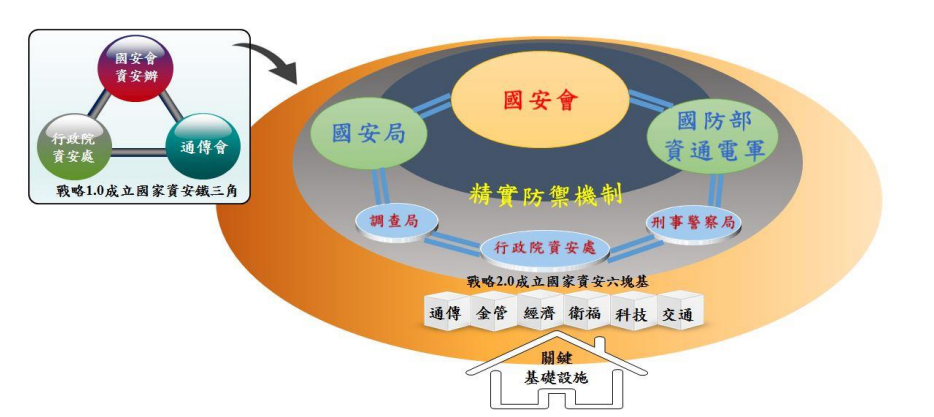 國安會
資安辦
行政院
資安處
通傳會
戰略1.0成立國家資安鐵三角
國安會
國安局
國防部
資通電軍
精實防禦機制
調查局
刑事警察局
行政院資安處
戰略2.0成立國家資安六塊基
通傳 金管 經濟 衛福 科技 交通
關鍵
基礎設施